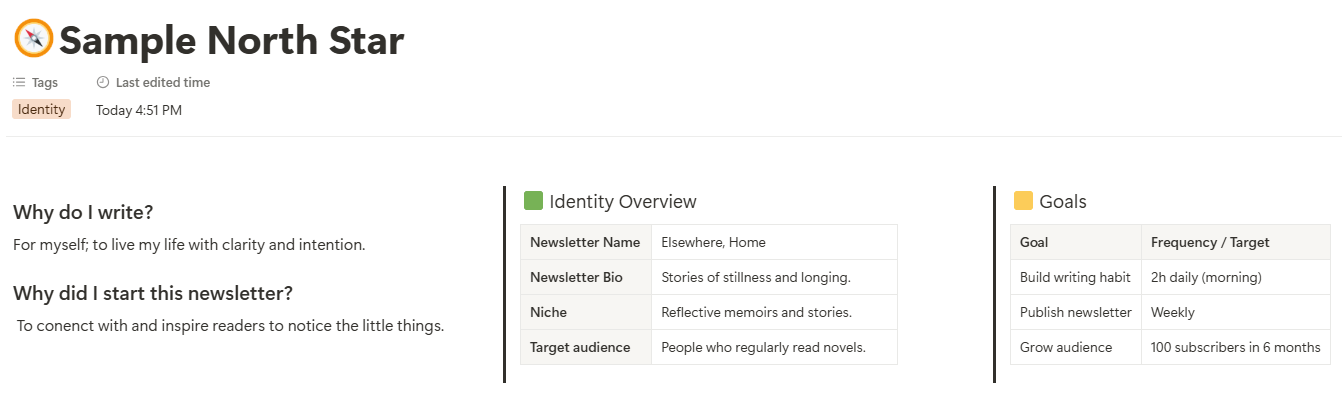 Sample North Star
Tags
Last edited time
Identity
Today 4:51 PM
Why do I write?
For myself; to live my life with clarity and intention.
Why did I start this newsletter?
To conenct with and inspire readers to notice the little things.
Identity Overview
Newsletter Name Elsewhere, Home
Newsletter Bio Stories of stillness and longing.
Niche Reflective memoirs and stories.
Target audience People who regularly read novels.
Goals
Goal Frequency / Target
Build writing habit 2h daily (morning)
Publish newsletter Weekly
Grow audience 100 subscribers in 6 months